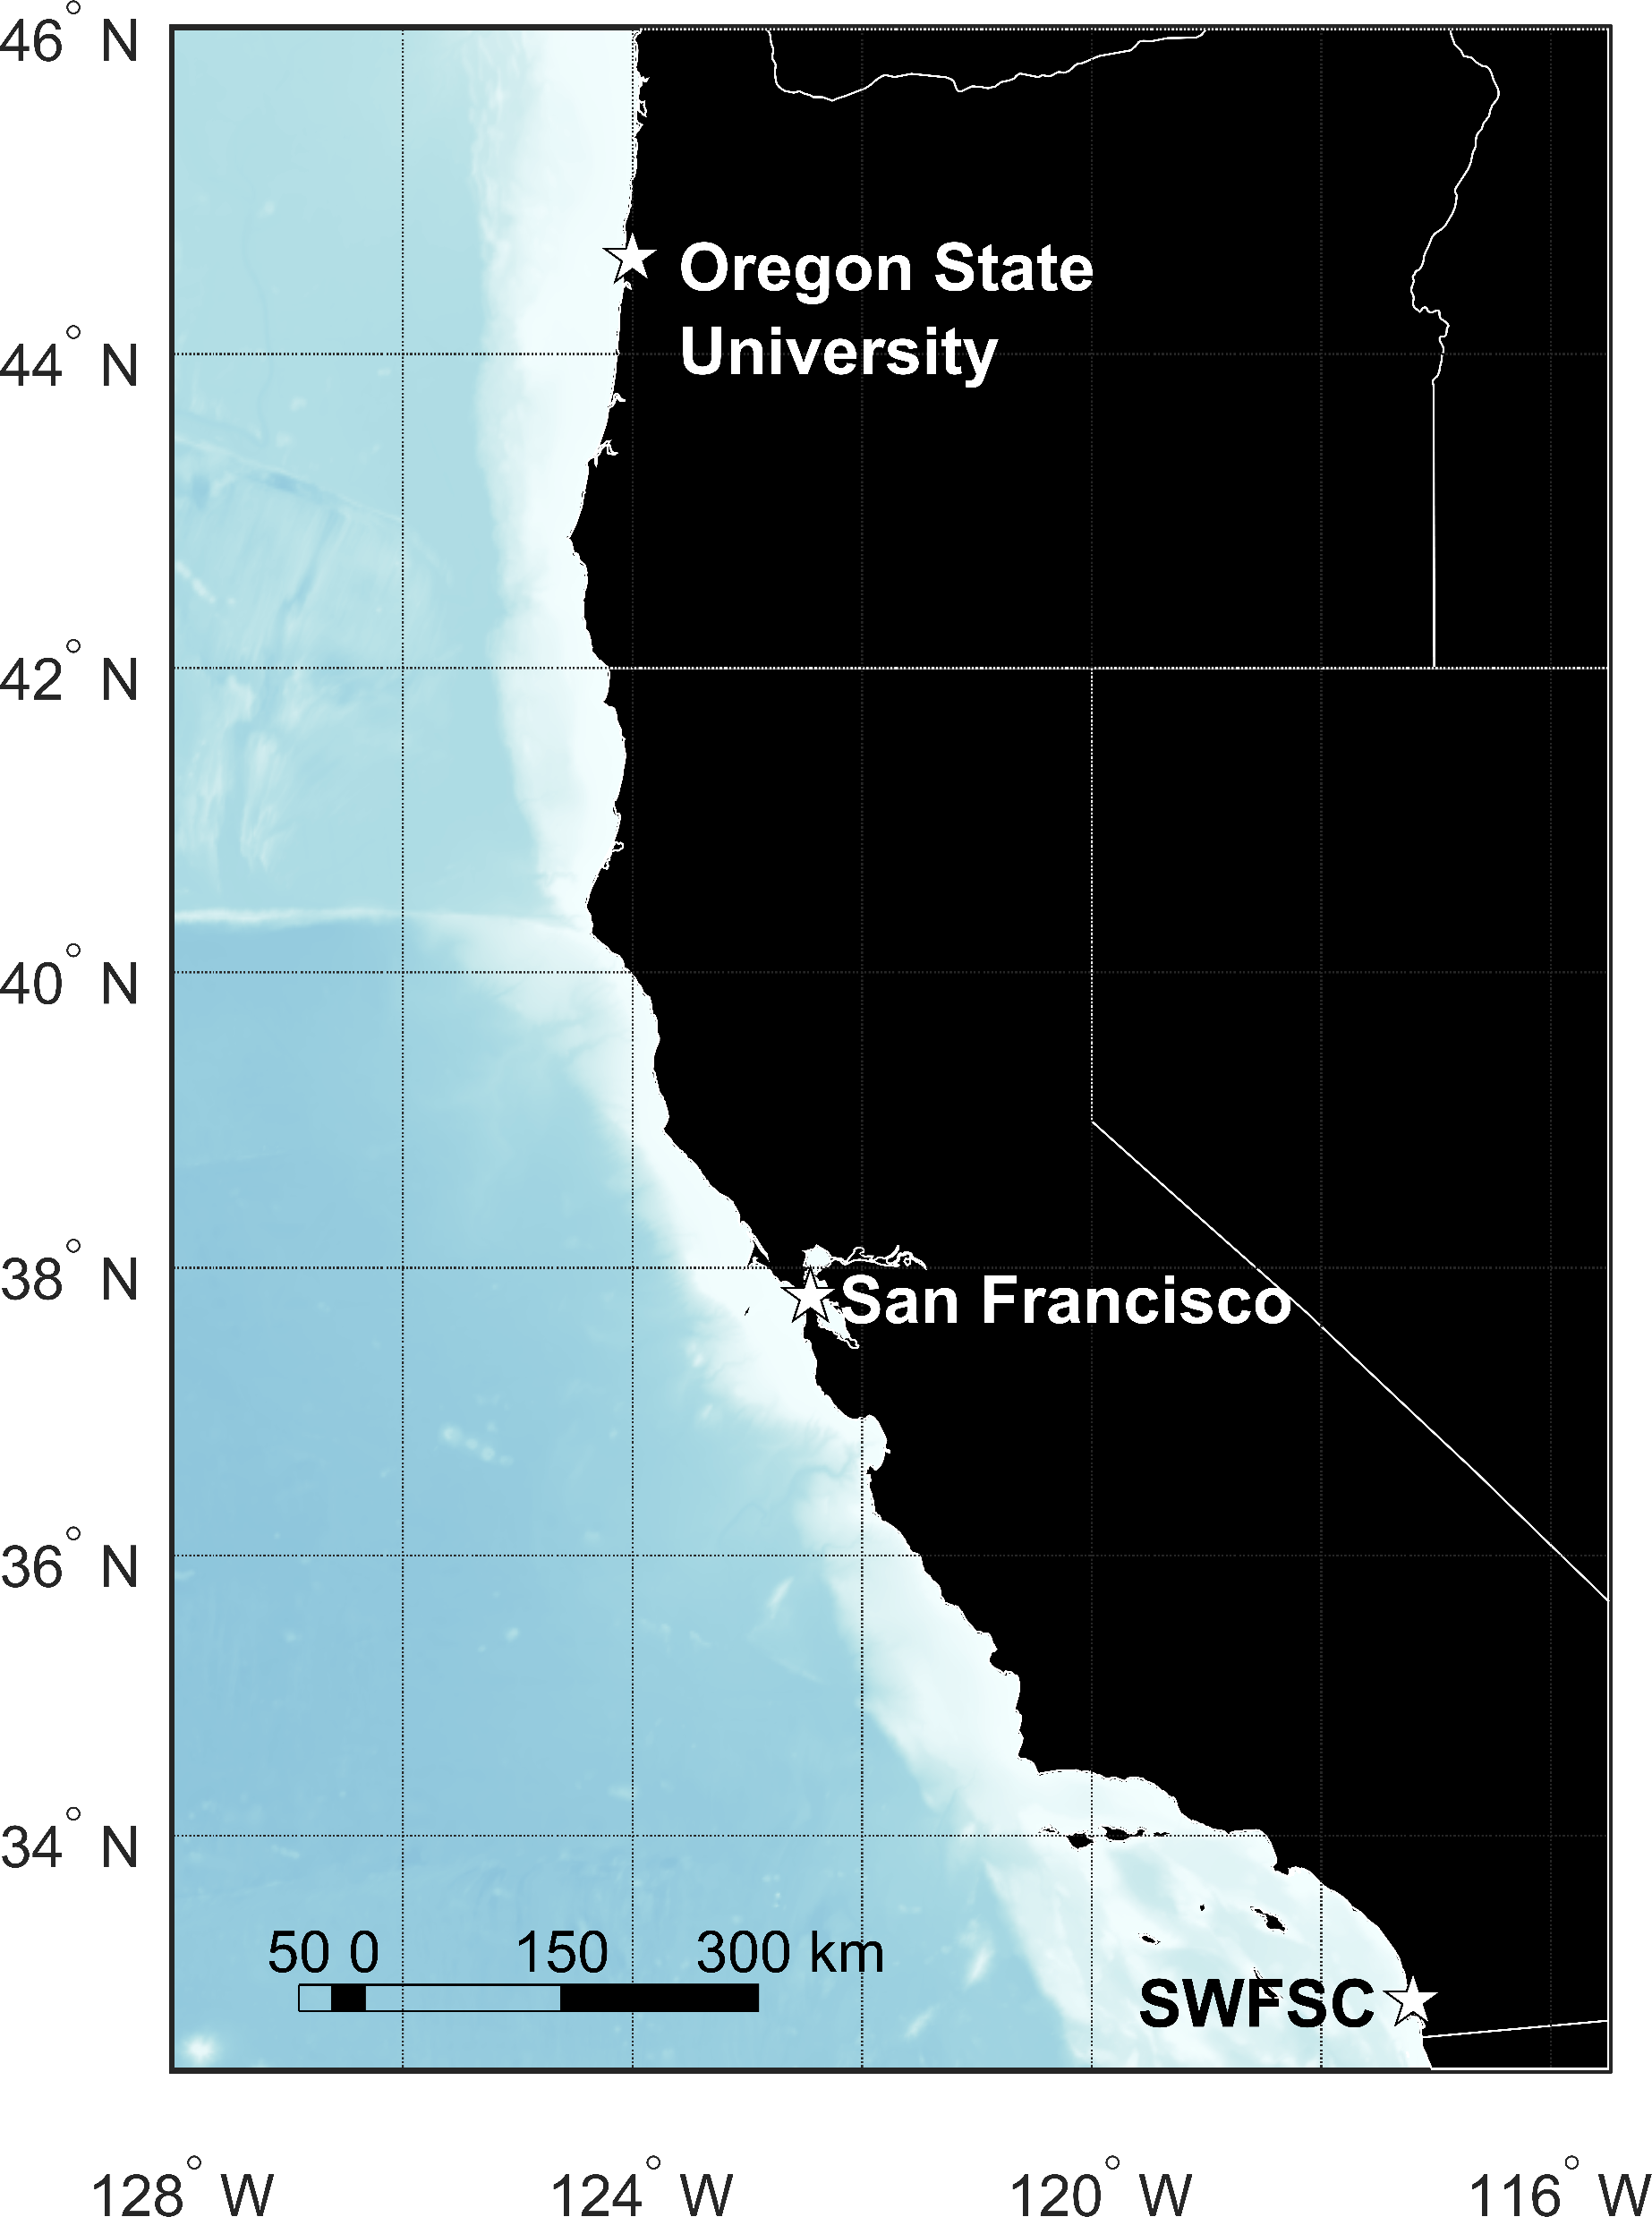 46° N
Oregon State
University
44° N
42° N
40° N
38° N
San Francisco
36° N
34° N
50 0 150 300 km
SWFSC
128° W 124° W 120° W 116° W